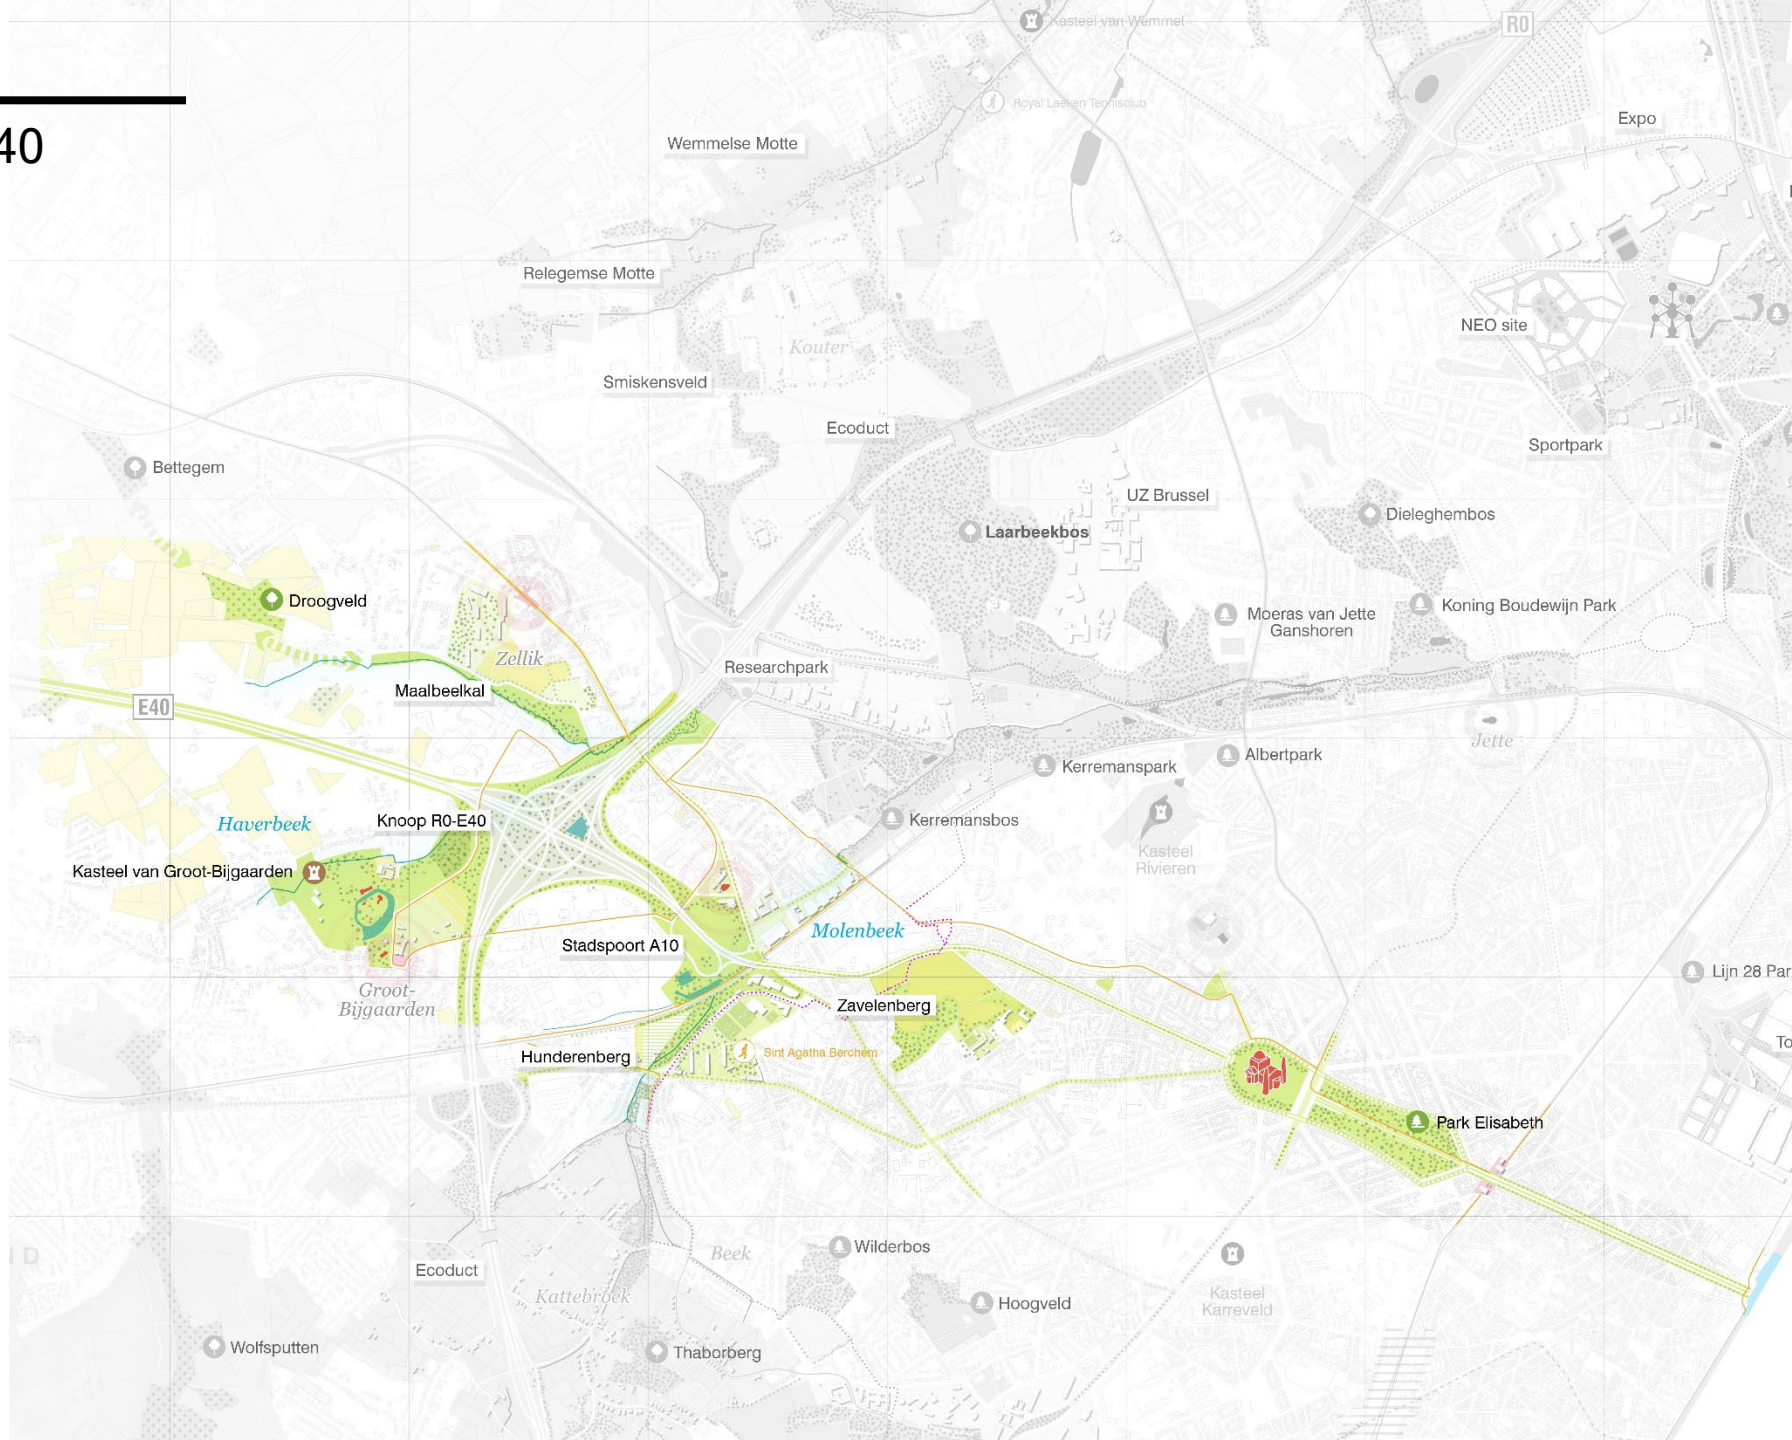 Kasteel van Wemmel
R0
40
Royal Laeken Tennisclub
Expo
Wemmelse Motte
Relegemse Motte
NEO site
Kouter
Smiskensveld
Ecoduct
Sportpark
Bettegem
UZ Brussel
Dieleghembos
Laarbeekbos
Droogveld
Koning Boudewijn Park
Moeras van Jette
Ganshoren
Zellik
Researchpark
Maalbeelkal
E40
Jette
Albertpark
Kerremanspark
Haverbeek
Knoop R0-E40
Kerremansbos
Kasteel
Rivieren
Kasteel van Groot-Bijgaarden
Molenbeek
Stadspoort A10
Lijn 28 Par
Groot-
Bijgaarden
Zavelenberg
To
Hunderenberg
Sint Agatha Berchem
Park Elisabeth
Wilderbos
Beek
N D
Ecoduct
Kattebroek
Hoogveld
Kasteel
Karreveld
Wolfsputten
Thaborberg